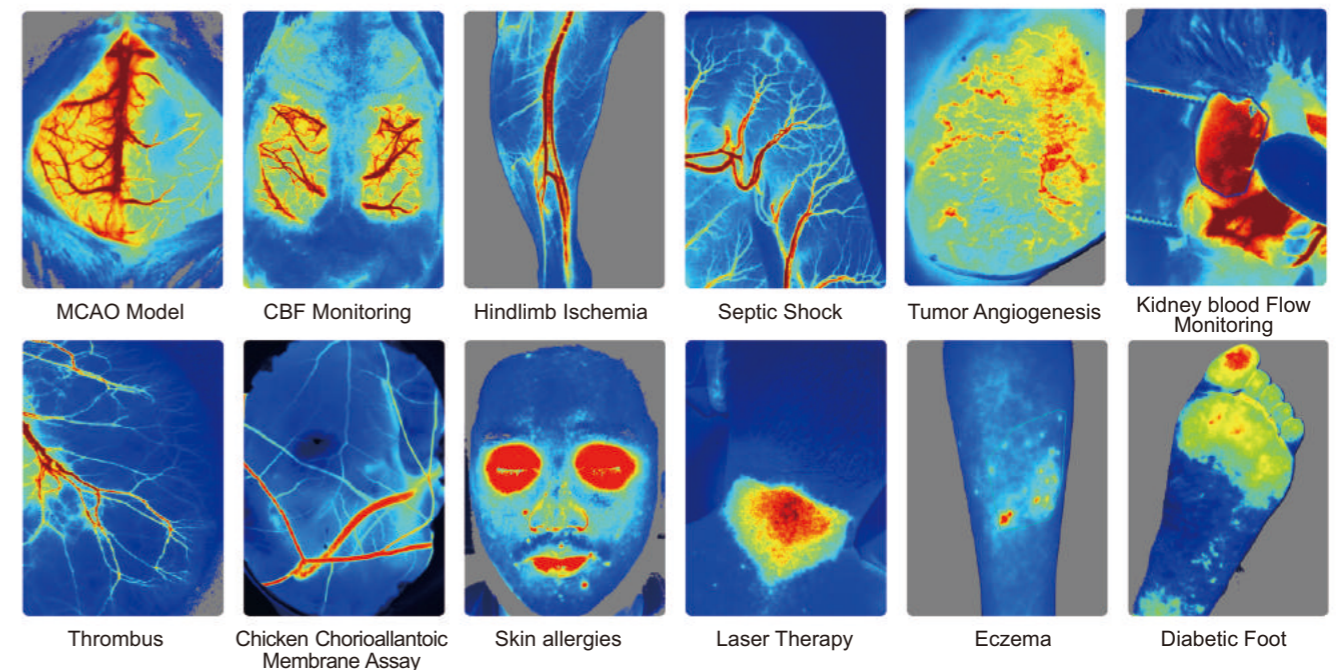 MCAO Model
CBF Monitoring
Hindlimb Ischemia
Septic Shock
Tumor Angiogenesis
Kidney blood Flow
Monitoring
Thrombus
Chicken Chorioallantoic
Membrane Assay
Skin allergies
Laser Therapy
Eczema
Diabetic Foot